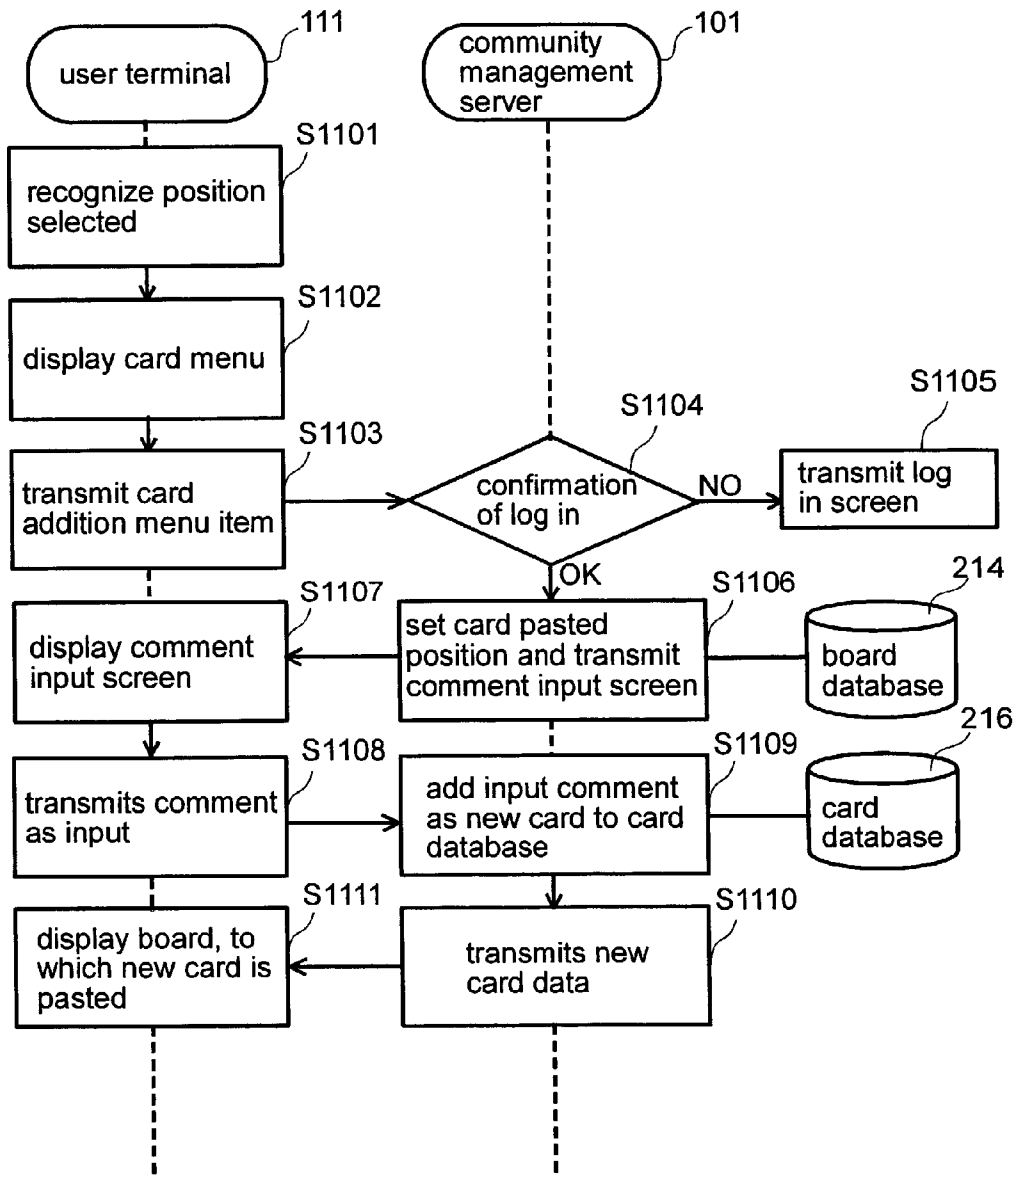 111
user terminal
101
community
management
server
S1101
recognize position
selected
S1102
display card menu
S1103
transmit card
addition menu item
S1104
confirmation
of log in
NO
S1105
transmit log
in screen
OK
S1106
set card pasted
position and transmit
comment input screen
214
board
database
S1107
display comment
input screen
S1108
transmits comment
as input
S1109
add input comment
as new card to card
database
216
card
database
S1110
transmits new
card data
S1111
display board, to
which new card is
pasted